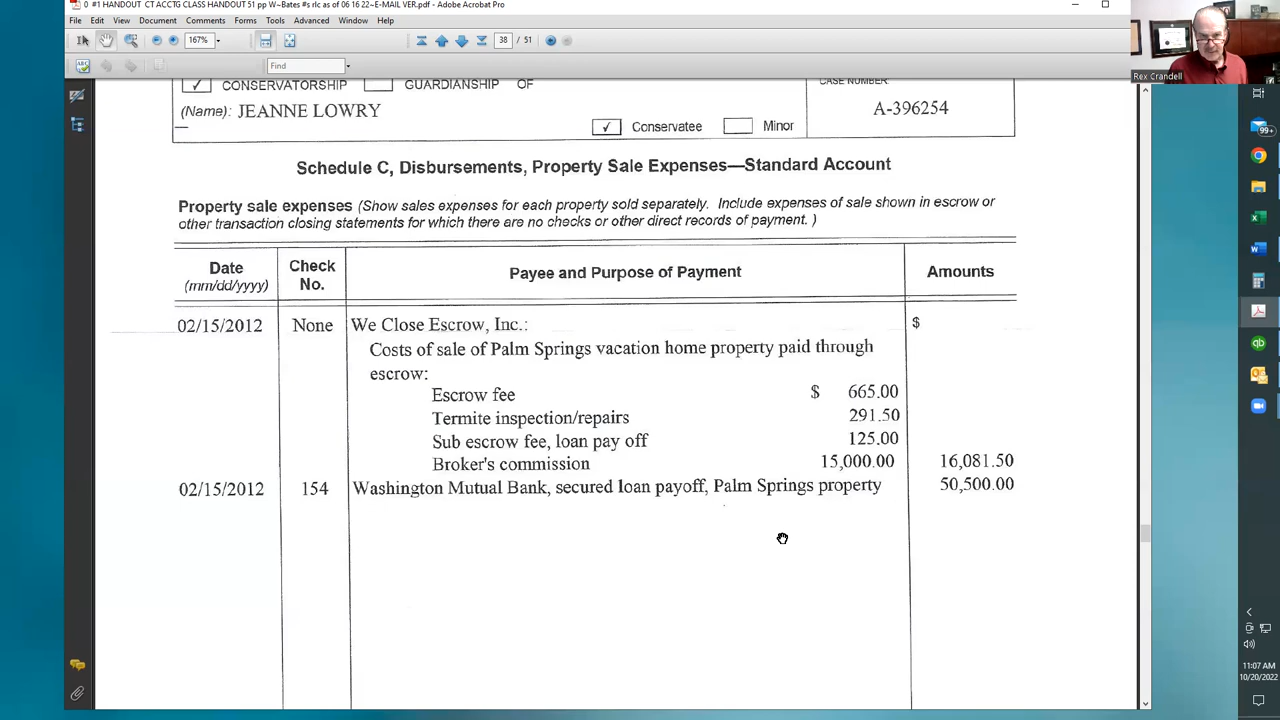 0 #1 HANDOUT CT ACCTG CLASS HANDOUT 51 pp W~Bates #s rlc as of 06 16 22~E-MAIL VER.pdf - Adobe Acrobat Pro
File Edit View Document Comments Forms Tools Advanced Window Help
167% 38 / 51
Find
Rex Crandell
CONSERVATORSHIP GUARDIANSHIP OF
CASE NUMBER
(Name): JEANNE LOWRY
A-396254
Conservatee Minor
Schedule C, Disbursements, Property Sale Expenses—Standard Account
Property sale expenses (Show sales expenses for each property sold separately. Include expenses of sale shown in escrow or
other transaction closing statements for which there are no checks or other direct records of payment. )
Date Check Payee and Purpose of Payment Amounts
(mm/dd/yyyy) No.
02/15/2012 None We Close Escrow, Inc.: $
Costs of sale of Palm Springs vacation home property paid through
escrow:
Escrow fee $ 665.00
Termite inspection/repairs 291.50
Sub escrow fee, loan pay off 125.00
Broker's commission 15,000.00 16,081.50
02/15/2012 154 Washington Mutual Bank, secured loan payoff, Palm Springs property 50,500.00
99+
11:07 AM
10/20/2022